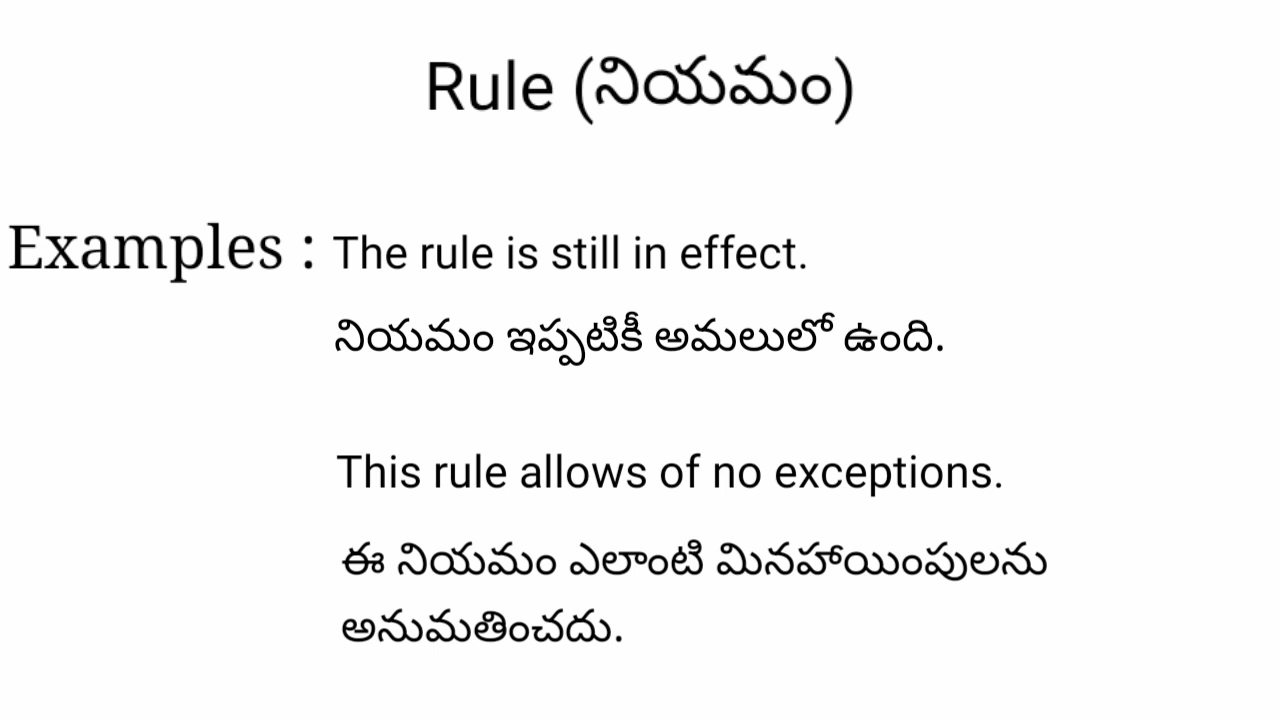 Rule (నియమం)
Examples : The rule is still in effect.
నియమం ఇప్పటికీ అమలులో ఉంది.
This rule allows of no exceptions.
ఈ నియమం ఎలాంటి మినహాయింపులను
అనుమతించదు.